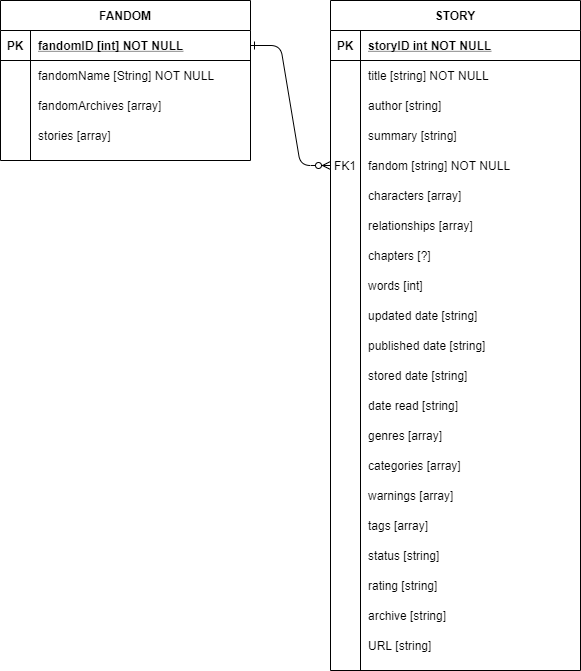 FANDOM
PK fandomID [int] NOT NULL
fandomName [String] NOT NULL
fandomArchives [array]
stories [array]
STORY
PK storyID int NOT NULL
title [string] NOT NULL
author [string]
summary [string]
FK1 fandom [string] NOT NULL
characters [array]
relationships [array]
chapters [?]
words [int]
updated date [string]
published date [string]
stored date [string]
date read [string]
genres [array]
categories [array]
warnings [array]
tags [array]
status [string]
rating [string]
archive [string]
URL [string]